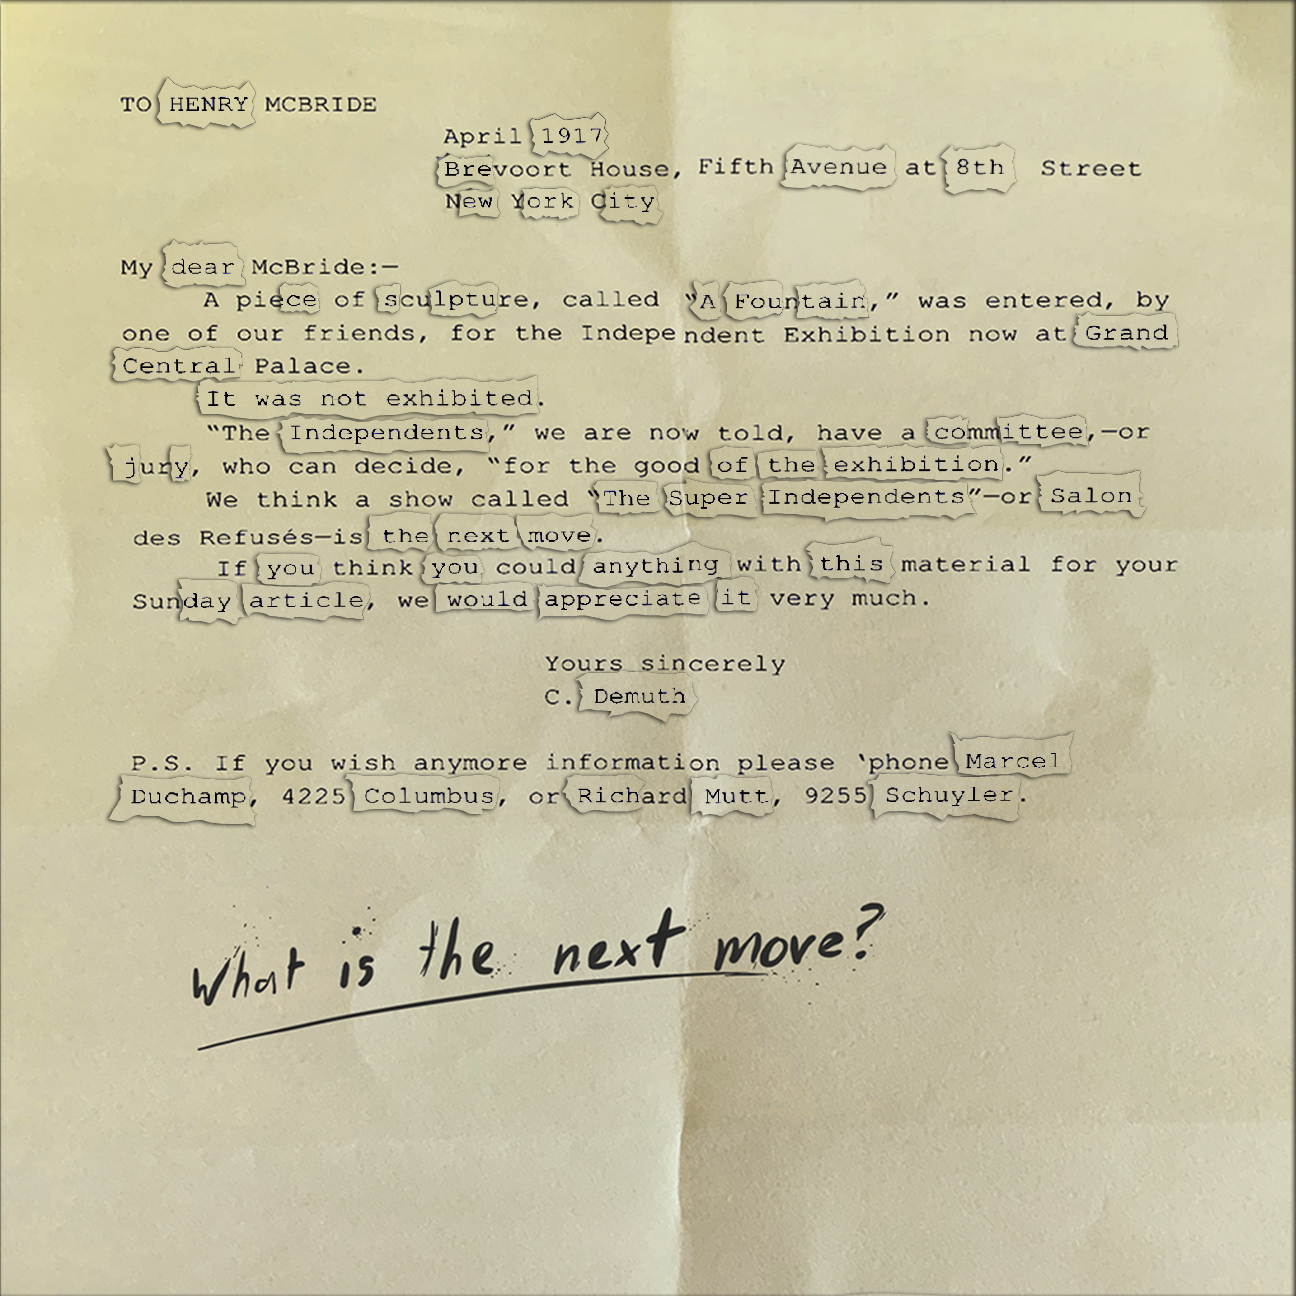 TO HENRY MCBRIDE
April 1917
Brevoort House, Fifth Avenue at 8th Street
New York City
My dear McBride:—
A piece of sculpture, called “A Fountain,” was entered, by
one of our friends, for the Independent Exhibition now at Grand
Central Palace.
It was not exhibited.
“The Independents,” we are now told, have a committee,—or
jury, who can decide, “for the good of the exhibition.”
We think a show called “The Super Independents”—or Salon
des Refusés—is the next move.
If you think you could anything with this material for your
Sunday article, we would appreciate it very much.
Yours sincerely
C. Demuth
P.S. If you wish anymore information please ‘phone Marcel
Duchamp, 4225 Columbus, or Richard Mutt, 9255 Schuyler.
What is the next move?